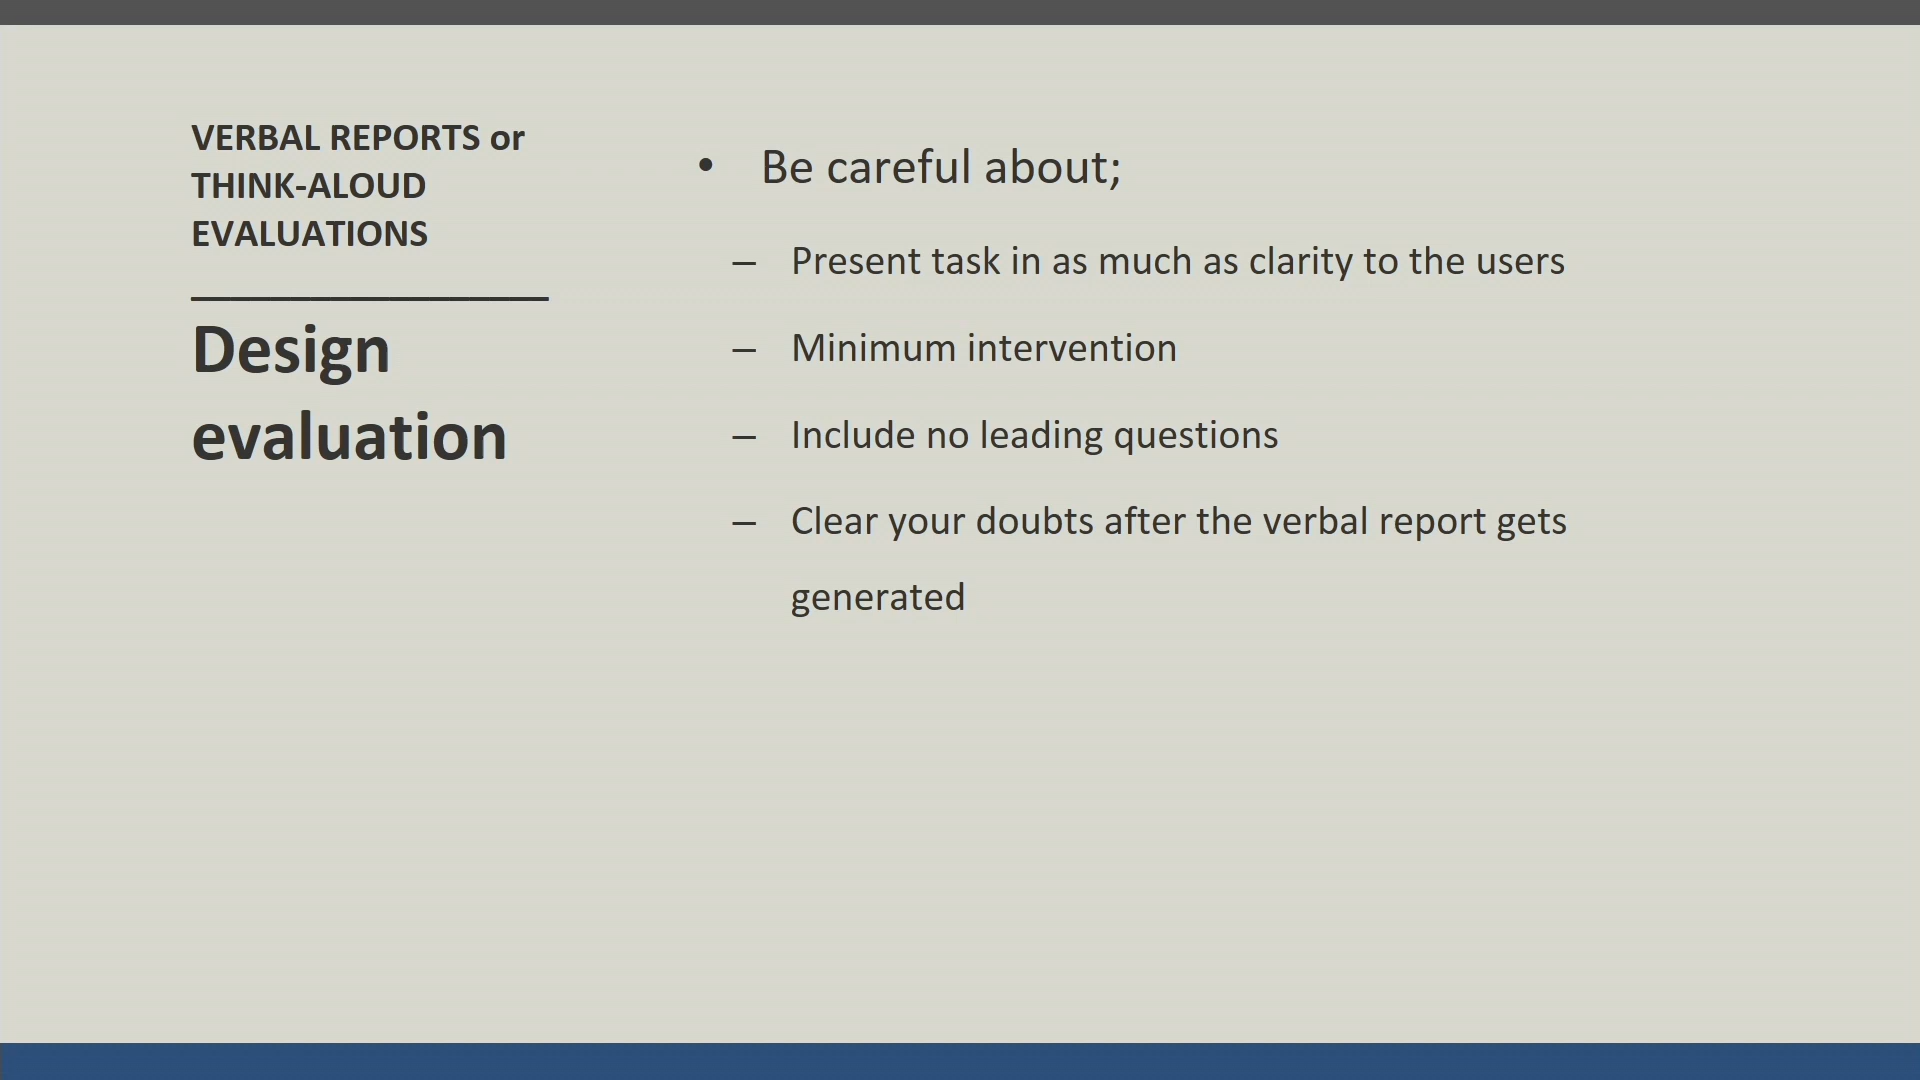 VERBAL REPORTS or
THINK-ALOUD
EVALUATIONS
Design
evaluation
• Be careful about;
– Present task in as much as clarity to the users
– Minimum intervention
– Include no leading questions
– Clear your doubts after the verbal report gets
generated